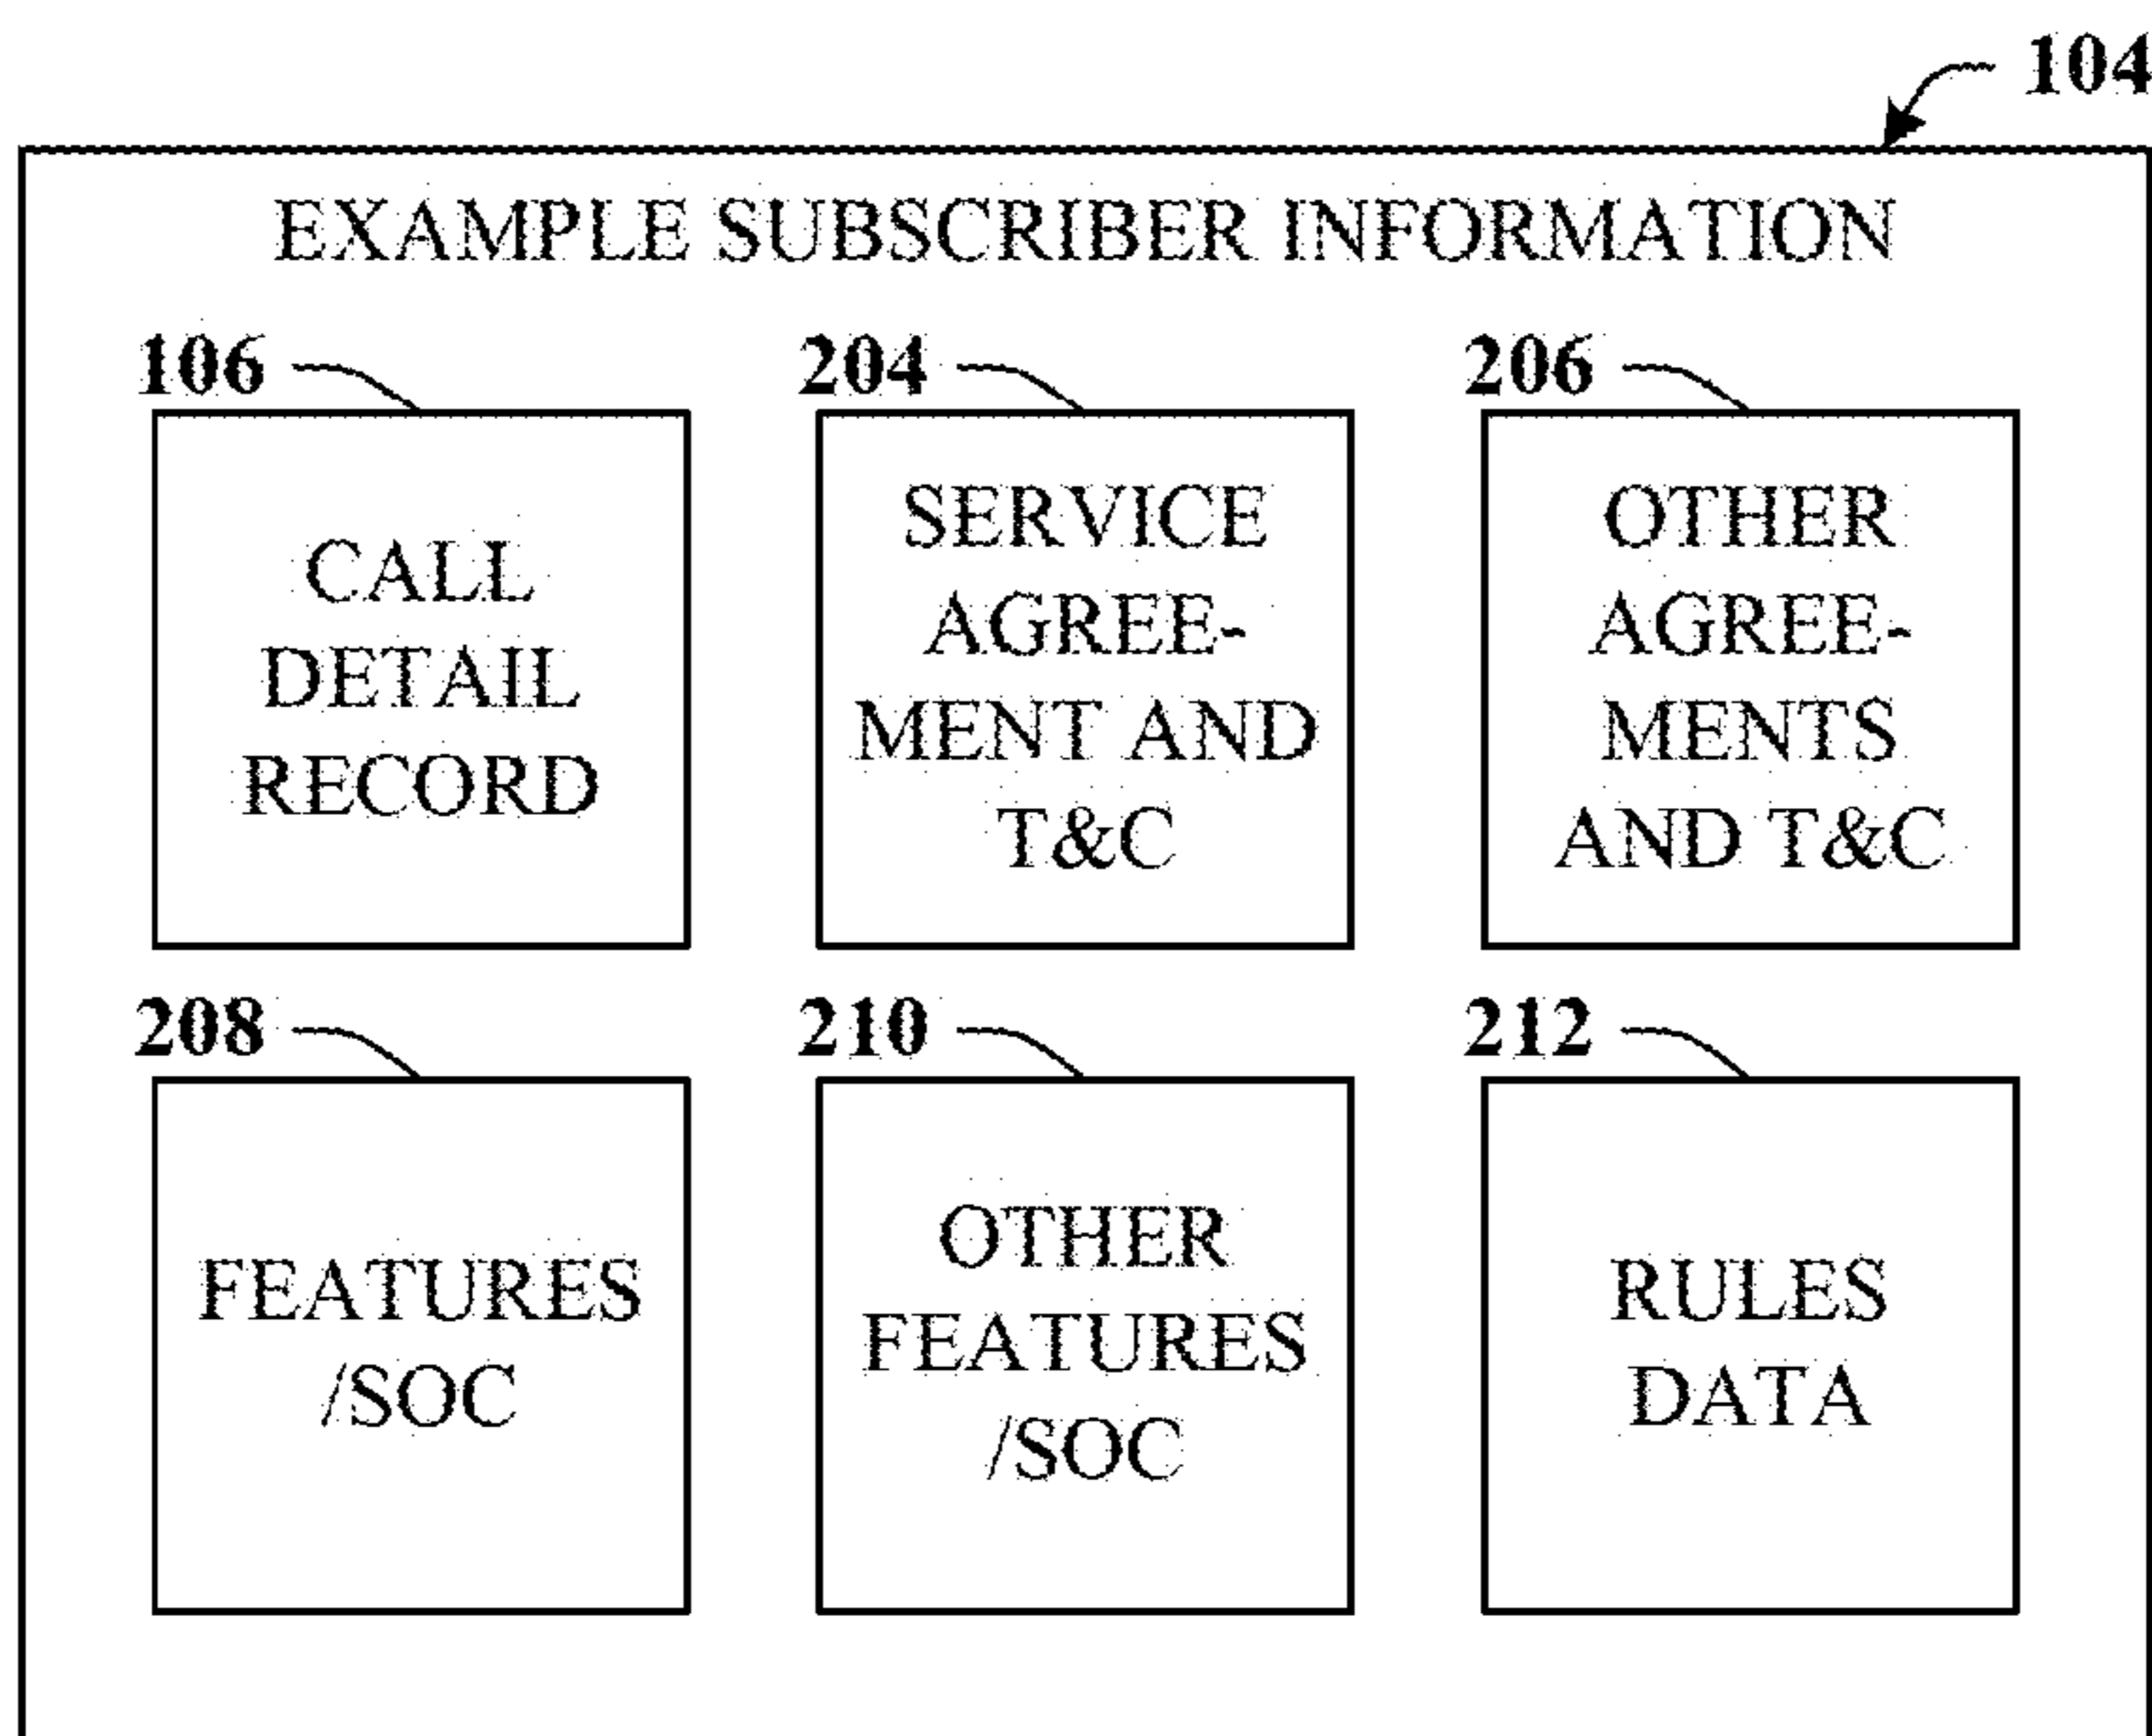 104
EXAMPLE SUBSCRIBER INFORMATION
106
CALL
DETAIL
RECORD
204
SERVICE
AGREE-
MENT AND
T&C
206
OTHER
AGREE-
MENTS
AND T&C
208
FEATURES
/SOC
210
OTHER
FEATURES
/SOC
212
RULES
DATA